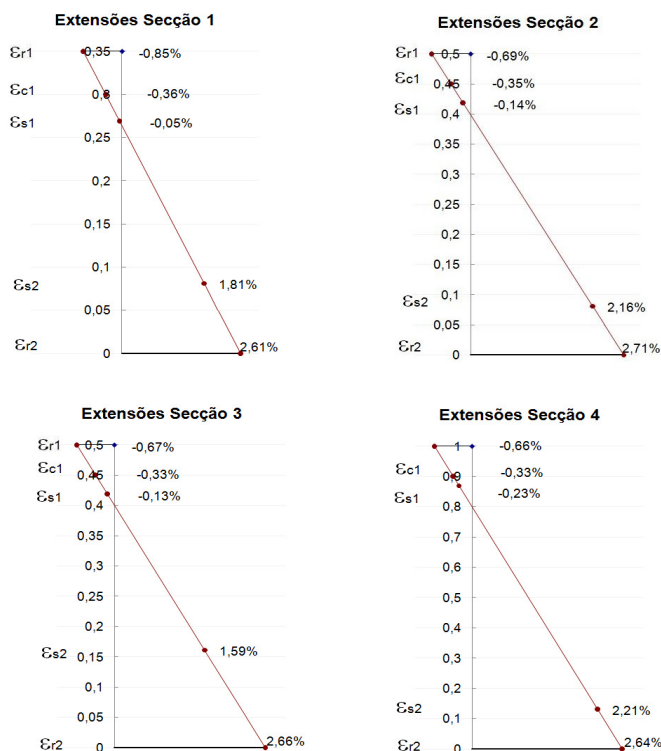 Extensões Secção 1
εr1 0,35 -0,85%
εc1 0,3 -0,36%
εs1 -0,05%
0,25
0,2
0,15
0,1
εs2 1,81%
0,05
εr2 0 2,61%
Extensões Secção 2
εr1 0,5 -0,69%
εc1 0,45 -0,35%
εs1 0,4 -0,14%
0,35
0,3
0,25
0,2
0,15
0,1
εs2 2,16%
0,05
εr2 0 2,71%
Extensões Secção 3
εr1 0,5 -0,67%
εc1 0,45 -0,33%
εs1 0,4 -0,13%
0,35
0,3
0,25
0,2
εs2 0,15 1,59%
0,1
0,05
εr2 0 2,66%
Extensões Secção 4
1 -0,66%
εc1 0,9 -0,33%
εs1 -0,23%
0,8
0,7
0,6
0,5
0,4
0,3
0,2
εs2 2,21%
0,1
εr2 0 2,64%